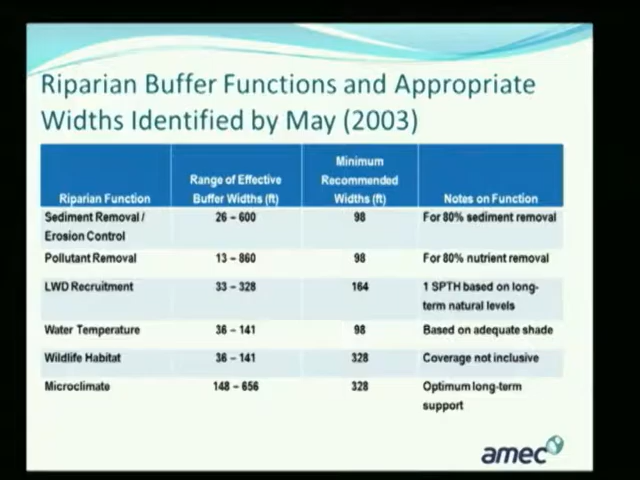 Riparian Buffer Functions and Appropriate
Widths Identified by May (2003)
Riparian Function
Range of Effective
Buffer Widths (ft)
Minimum
Recommended
Widths (ft)
Notes on Function
Sediment Removal/
Erosion Control
26 – 600
98
For 80% sediment removal
Pollutant Removal
13 – 860
98
For 80% nutrient removal
LWD Recruitment
33 – 328
164
1 SPTH based on long-
term natural levels
Water Temperature
36 – 141
98
Based on adequate shade
Wildlife Habitat
36 – 141
328
Coverage not inclusive
Microclimate
148 – 656
328
Optimum long-term
support
amec